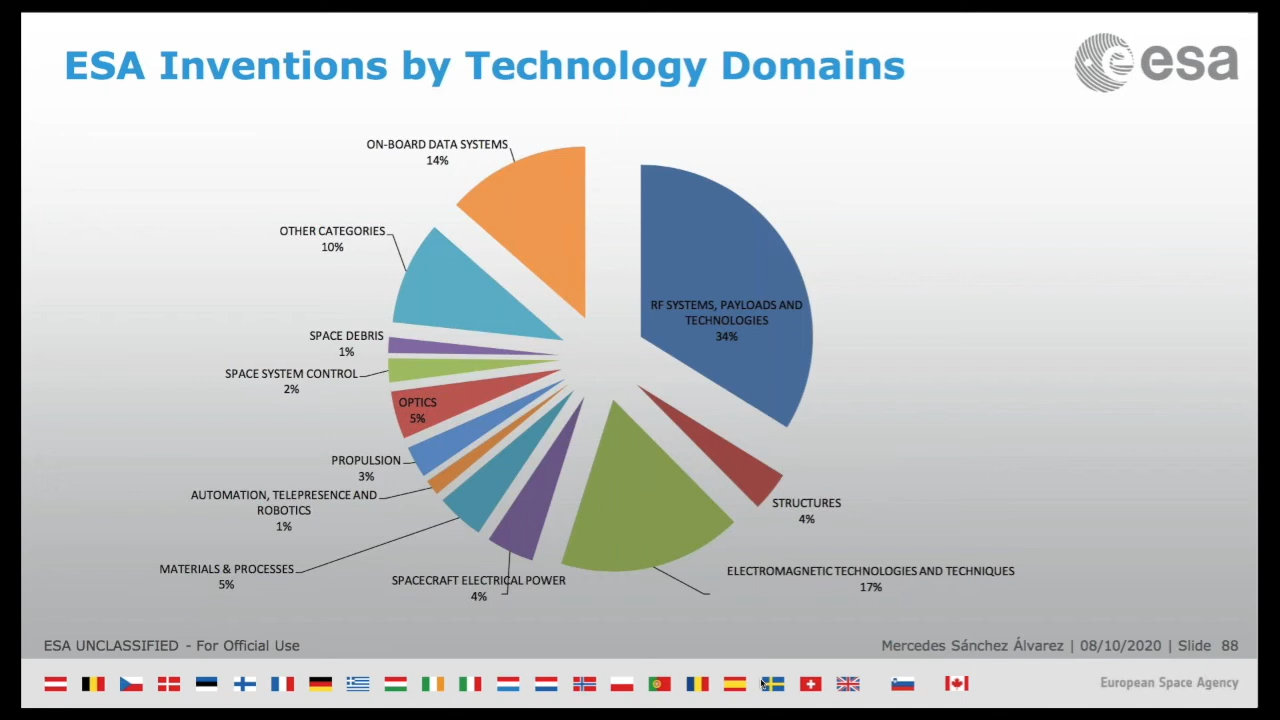 ESA Inventions by Technology Domains
esa
ON-BOARD DATA SYSTEMS
14%
OTHER CATEGORIES
10%
RF SYSTEMS, PAYLOADS AND
TECHNOLOGIES
34%
SPACE DEBRIS
1%
SPACE SYSTEM CONTROL
2%
OPTICS
5%
PROPULSION
3%
AUTOMATION, TELEPRESENCE AND
ROBOTICS
1%
STRUCTURES
4%
MATERIALS & PROCESSES
5%
SPACECRAFT ELECTRICAL POWER
4%
ELECTROMAGNETIC TECHNOLOGIES AND TECHNIQUES
17%
ESA UNCLASSIFIED - For Official Use
Mercedes Sánchez Álvarez | 08/10/2020 | Slide 88
European Space Agency